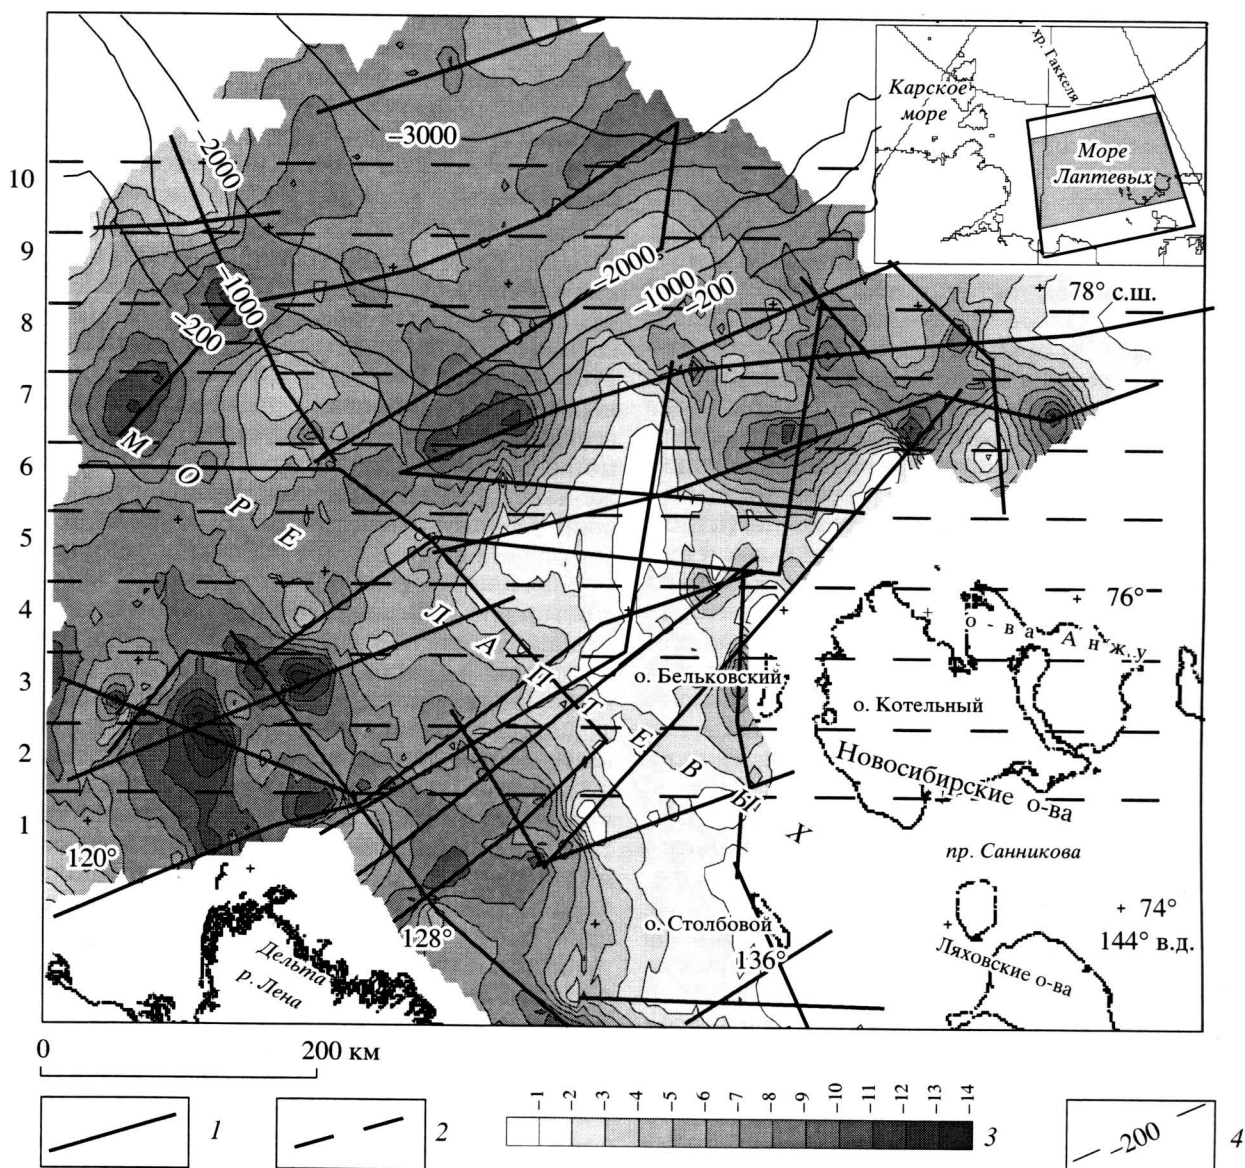 Карское
море
хр. Гаккеля
Море
Лаптевых
–3000
–2000
–1000
–200
–2000
–1000
–200
78° с.ш.
10
9
8
7
6
5
4
3
2
1
МОРЕ
ЛАПТЕВЫХ
76°
о-ва Анжу
о. Бельковский
о. Котельный
Новосибирские о-ва
пр. Санникова
120°
128°
136°
о. Столбовой
74°
144° в.д.
Ляховские о-ва
Дельта
р. Лена
0 200 км
1
2
–1 –2 –3 –4 –5 –6 –7 –8 –9 –10 –11 –12 –13 –14
3
–200
4